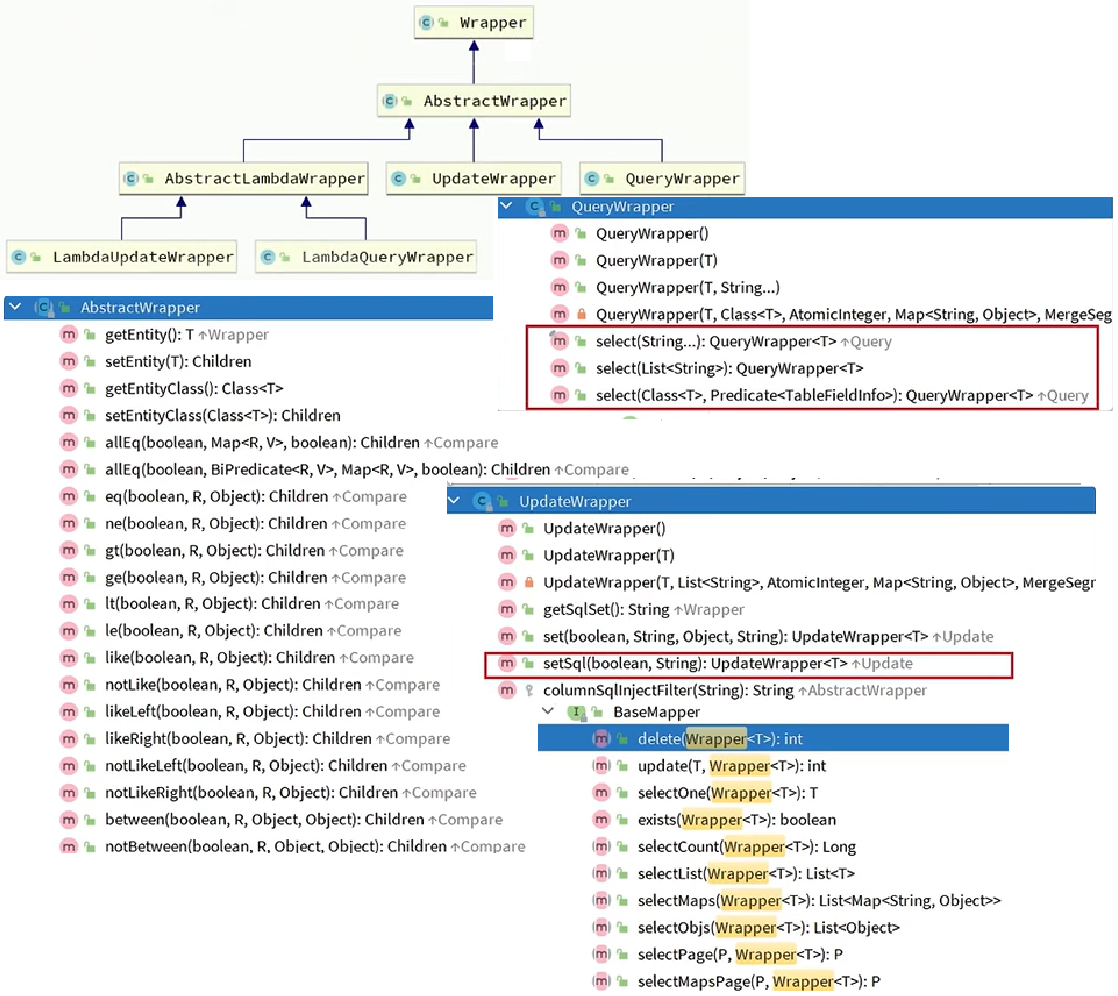 Wrapper
AbstractWrapper
AbstractLambdaWrapper
UpdateWrapper
QueryWrapper
LambdaUpdateWrapper
LambdaQueryWrapper
QueryWrapper
QueryWrapper()
QueryWrapper(T)
QueryWrapper(T, String...)
QueryWrapper(T, Class<T>, AtomicInteger, Map<String, Object>, MergeSeg
select(String...): QueryWrapper<T> ↑Query
select(List<String>): QueryWrapper<T>
select(Class<T>, Predicate<TableFieldInfo>): QueryWrapper<T> ↑Query
AbstractWrapper
getEntity(): T ↑Wrapper
setEntity(T): Children
getEntityClass(): Class<T>
setEntityClass(Class<T>): Children
allEq(boolean, Map<R, V>, boolean): Children ↑Compare
allEq(boolean, BiPredicate<R, V>, Map<R, V>, boolean): Children ↑Compare
eq(boolean, R, Object): Children ↑Compare
ne(boolean, R, Object): Children ↑Compare
gt(boolean, R, Object): Children ↑Compare
ge(boolean, R, Object): Children ↑Compare
lt(boolean, R, Object): Children ↑Compare
le(boolean, R, Object): Children ↑Compare
like(boolean, R, Object): Children ↑Compare
notLike(boolean, R, Object): Children ↑Compare
likeLeft(boolean, R, Object): Children ↑Compare
likeRight(boolean, R, Object): Children ↑Compare
notLikeLeft(boolean, R, Object): Children ↑Compare
notLikeRight(boolean, R, Object): Children ↑Compare
between(boolean, R, Object, Object): Children ↑Compare
notBetween(boolean, R, Object, Object): Children ↑Compare
UpdateWrapper
UpdateWrapper()
UpdateWrapper(T)
UpdateWrapper(T, List<String>, AtomicInteger, Map<String, Object>, MergeSegr
getSqlSet(): String ↑Wrapper
set(boolean, String, Object, String): UpdateWrapper<T> ↑Update
setSql(boolean, String): UpdateWrapper<T> ↑Update
columnSqlInjectFilter(String): String ↑AbstractWrapper
BaseMapper
delete(Wrapper<T>): int
update(T, Wrapper<T>): int
selectOne(Wrapper<T>): T
exists(Wrapper<T>): boolean
selectCount(Wrapper<T>): Long
selectList(Wrapper<T>): List<T>
selectMaps(Wrapper<T>): List<Map<String, Object>>
selectObjs(Wrapper<T>): List<Object>
selectPage(P, Wrapper<T>): P
selectMapsPage(P, Wrapper<T>): P